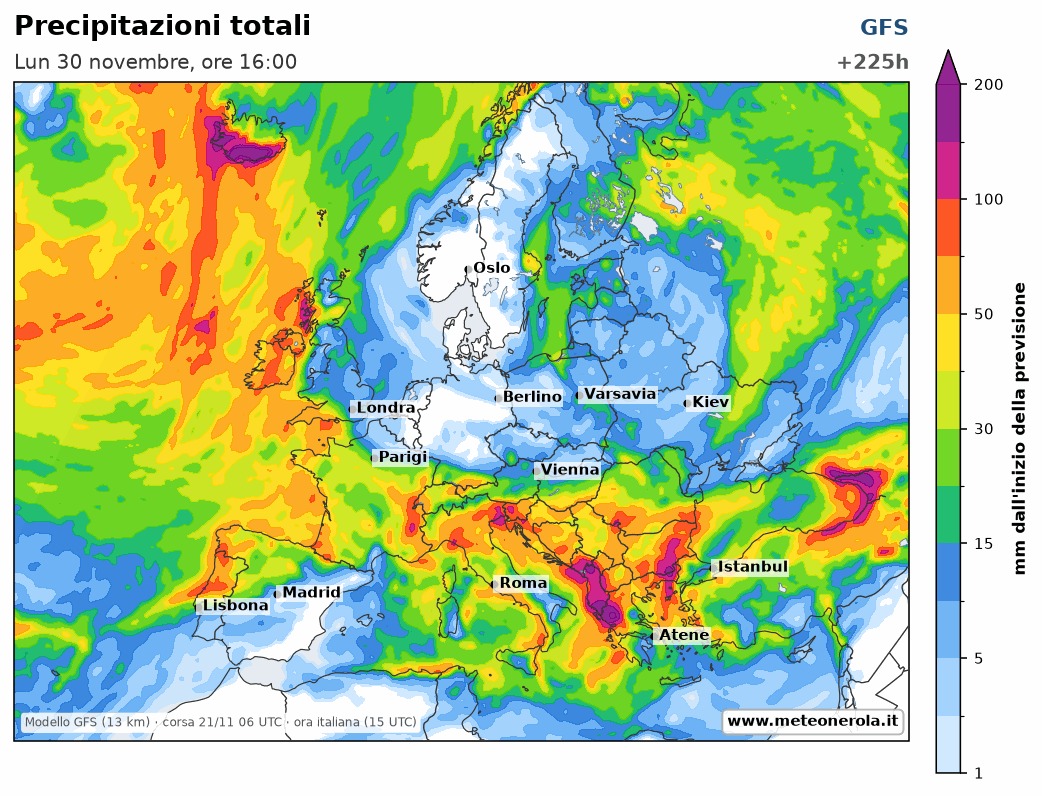 Precipitazioni totali
GFS
Lun 30 novembre, ore 16:00
+225h
200
100
50
30
15
5
1
mm dall'inizio della previsione
Oslo
Berlino
Varsavia
Kiev
Londra
Parigi
Vienna
Istanbul
Roma
Madrid
Lisbona
Atene
Modello GFS (13 km) · corsa 21/11 06 UTC · ora italiana (15 UTC)
www.meteonerola.it